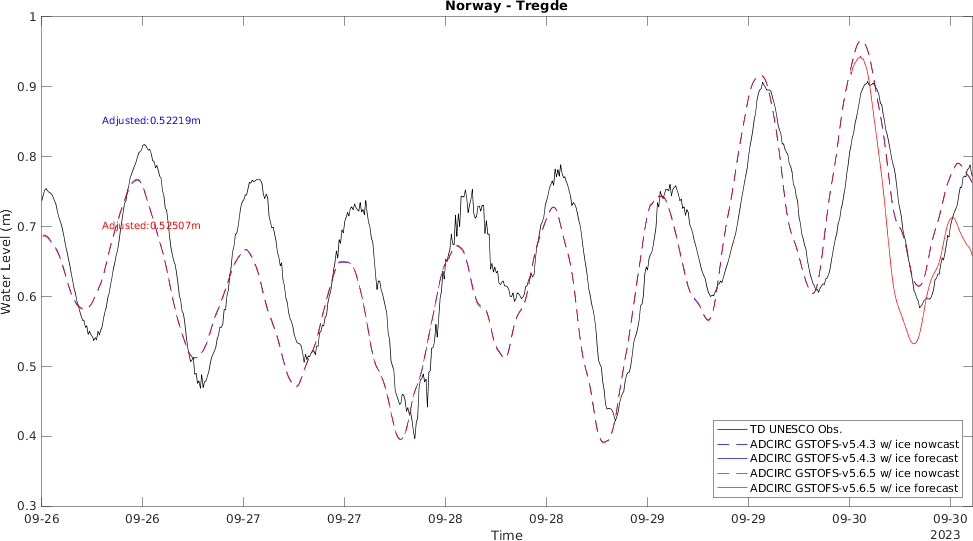 Norway - Tregde
Water Level (m)
1
0.9
0.8
0.7
0.6
0.5
0.4
0.3
Adjusted:0.52219m
Adjusted:0.52507m
TD UNESCO Obs.
ADCIRC GSTOFS-v5.4.3 w/ ice nowcast
ADCIRC GSTOFS-v5.4.3 w/ ice forecast
ADCIRC GSTOFS-v5.6.5 w/ ice nowcast
ADCIRC GSTOFS-v5.6.5 w/ ice forecast
09-26 09-26 09-27 09-27 09-28 09-28 09-29 09-29 09-30 09-30
2023
Time